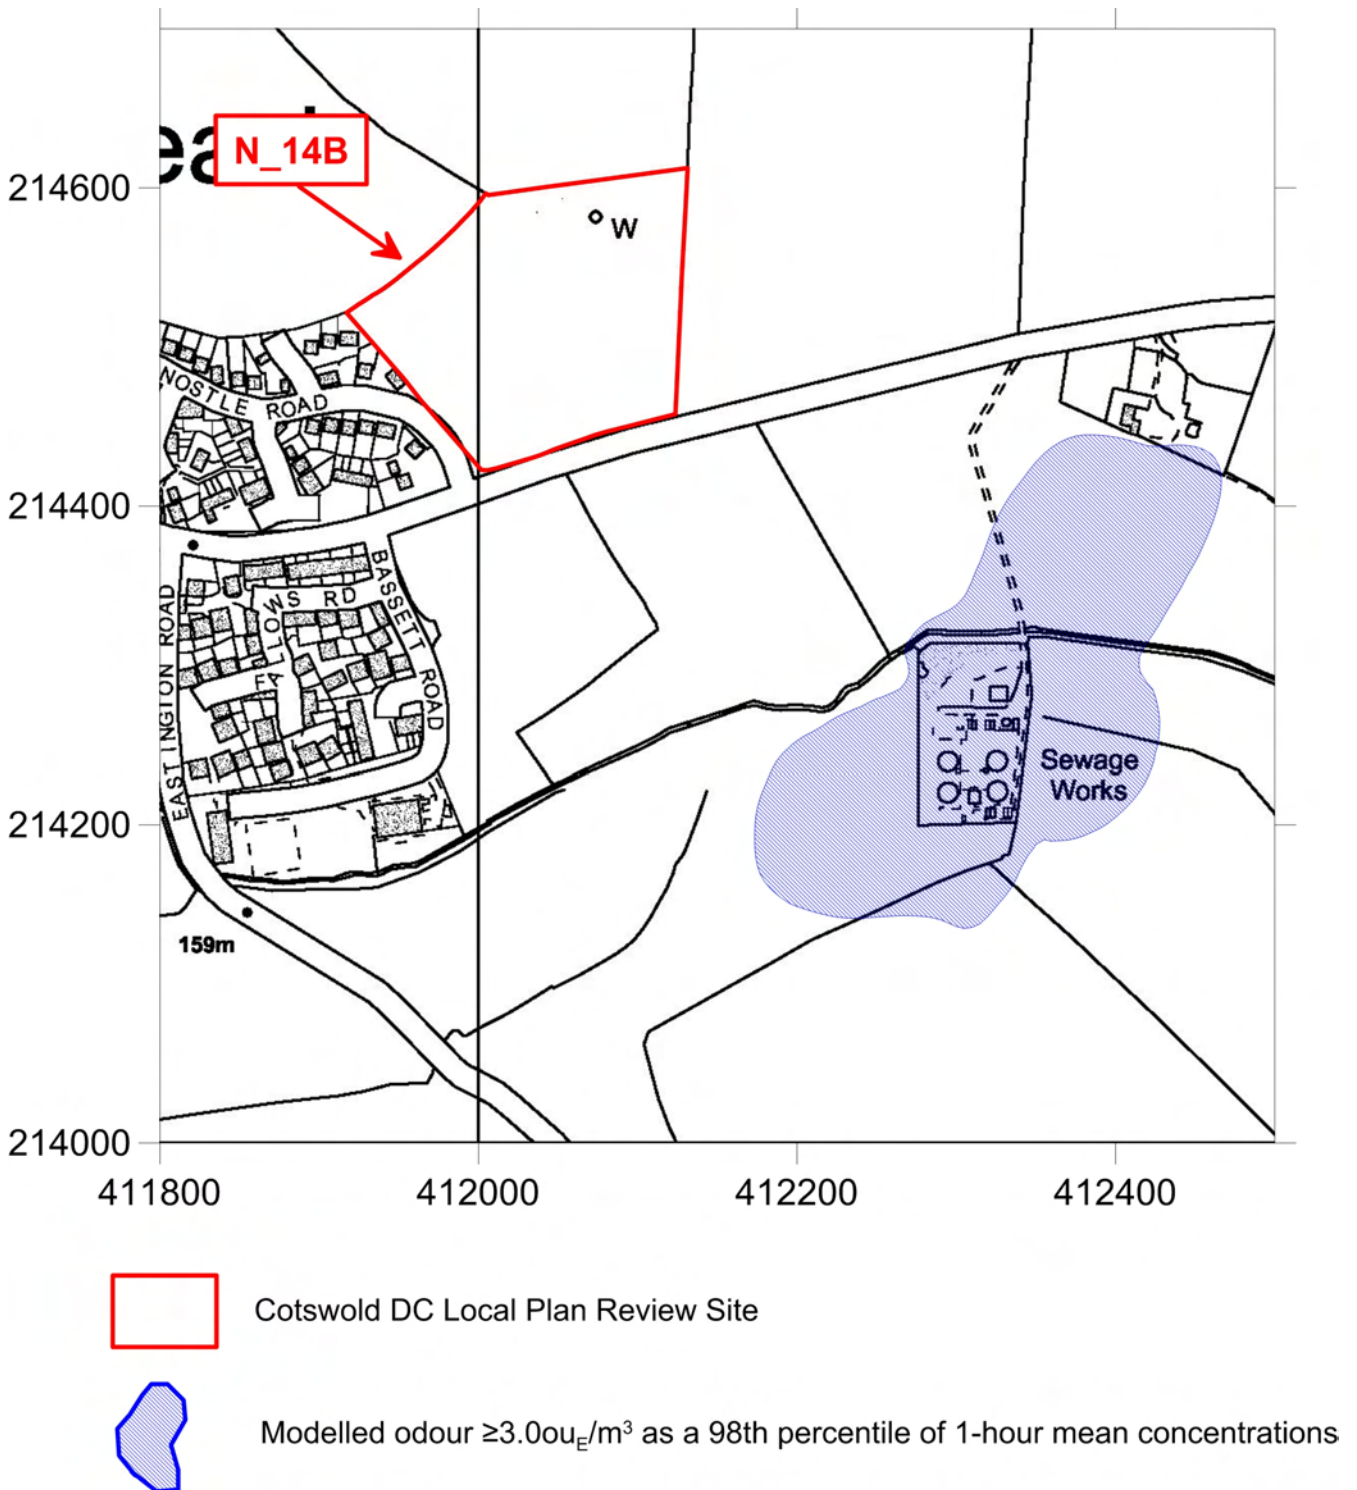 ea
N_14B
214600
W
NOSTLE ROAD
214400
BASSETT ROAD
FALLOWS RD
EASTINGTON ROAD
Sewage
Works
214200
159m
214000
411800
412000
412200
412400
Cotswold DC Local Plan Review Site
Modelled odour ≥3.0ouE/m³ as a 98th percentile of 1-hour mean concentrations